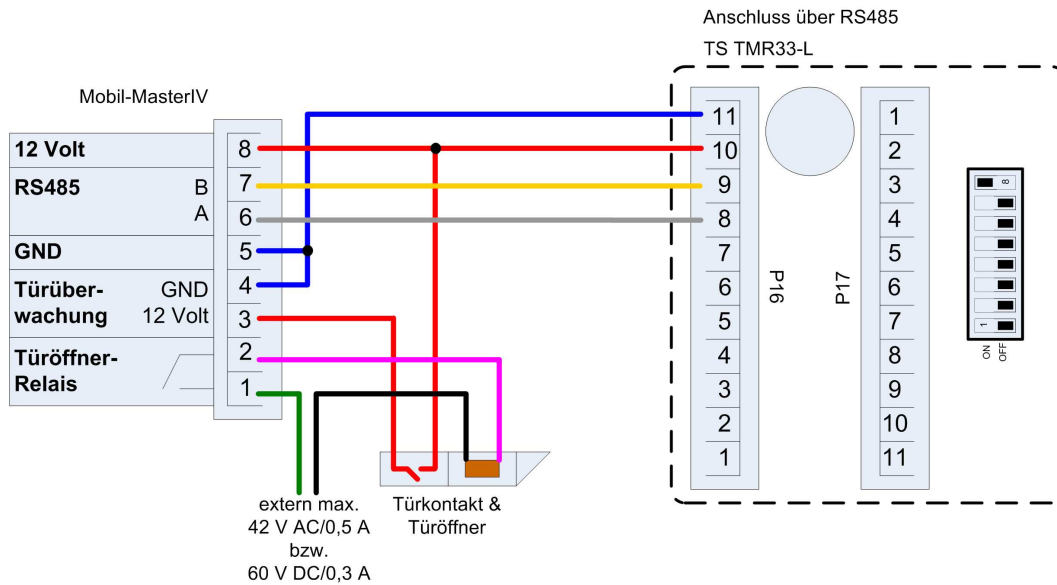 Anschluss über RS485
TS TMR33-L
Mobil-MasterIV
12 Volt
RS485
B
A
GND
Türüber-
wachung
GND
12 Volt
Türöffner-
Relais
8
7
6
5
4
3
2
1
11
10
9
8
7
6
5
4
3
2
1
P16
P17
1
2
3
4
5
6
7
8
9
10
11
8
1
ON
OFF
extern max.
42 V AC/0,5 A
bzw.
60 V DC/0,3 A
Türkontakt &
Türöffner